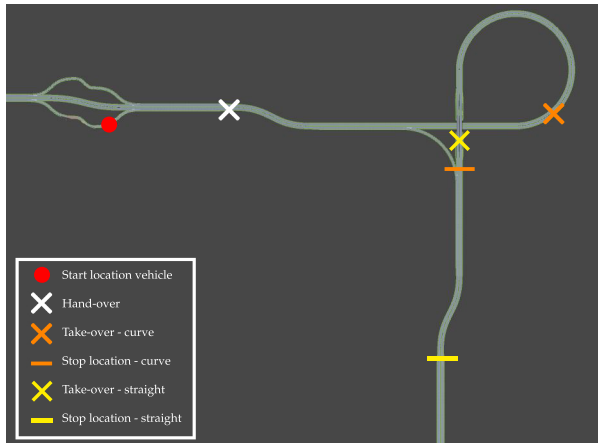 Start location vehicle
Hand-over
Take-over - curve
Stop location - curve
Take-over - straight
Stop location - straight